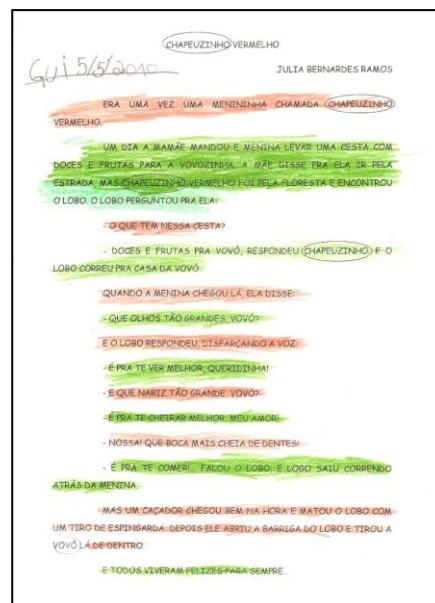 CHAPEUZINHO VERMELHO
GUi 5/5/2010
JULIA BERNARDES RAMOS
ERA UMA VEZ UMA MENININHA CHAMADA CHAPEUZINHO
VERMELHO.
UM DIA A MAMÃE MANDOU E MENINA LEVAR UMA CESTA COM
DOCES E FRUTAS PARA A VOVOZINHA. A MÃE DISSE PRA ELA IR PELA
ESTRADA, MAS CHAPEUZINHO VERMELHO FOI PELA FLORESTA E ENCONTROU
O LOBO. O LOBO PERGUNTOU PRA ELA:
- O QUE TEM NESSA CESTA?
- DOCES E FRUTAS PRA VOVÓ, RESPONDEU CHAPEUZINHO E O
LOBO CORREU PRA CASA DA VOVÓ.
QUANDO A MENINA CHEGOU LÁ, ELA DISSE:
- QUE OLHOS TÃO GRANDES, VOVÓ?
E O LOBO RESPONDEU, DISFARÇANDO A VOZ:
- É PRA TE VER MELHOR, QUERIDINHA!
- E QUE NARIZ TÃO GRANDE, VOVÓ?
- É PRA TE CHEIRAR MELHOR, MEU AMOR!
- NOSSA! QUE BOCA MAIS CHEIA DE DENTES!
- É PRA TE COMER!, FALOU O LOBO, E LOGO SAIU CORRENDO
ATRÁS DA MENINA.
MAS UM CAÇADOR CHEGOU BEM NA HORA E MATOU O LOBO COM
UM TIRO DE ESPINGARDA. DEPOIS ELE ABRIU A BARRIGA DO LOBO E TIROU A
VOVÓ LÁ DE DENTRO.
E TODOS VIVERAM FELIZES PARA SEMPRE.